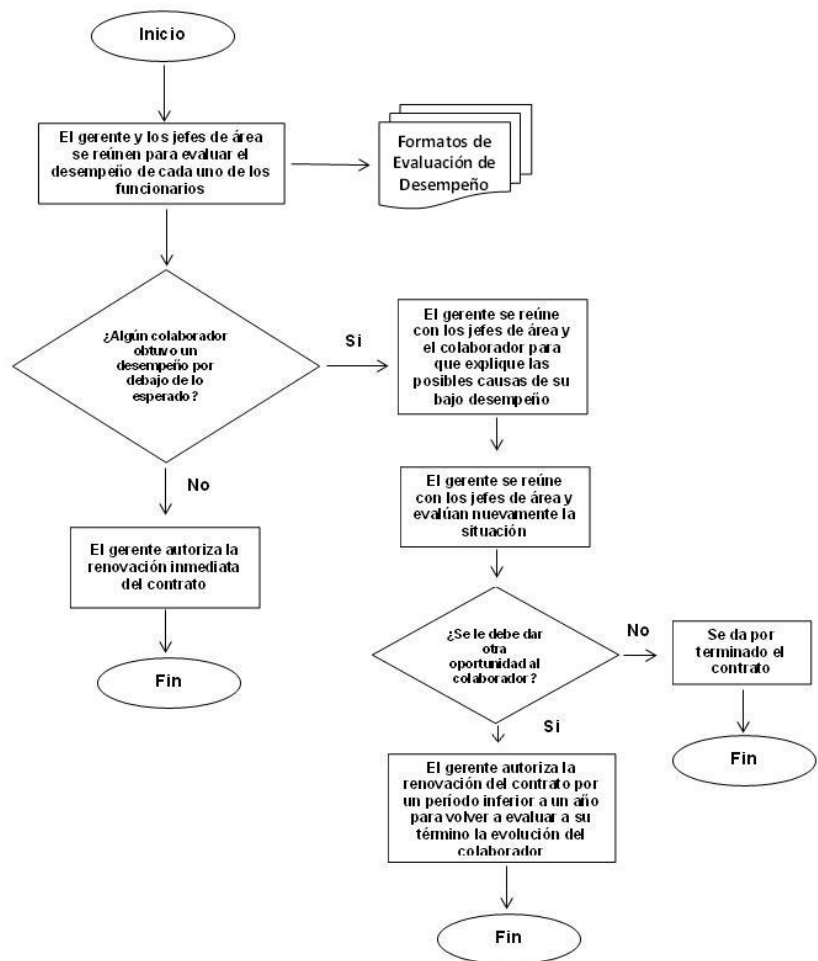 Inicio
El gerente y los jefes de área
se reúnen para evaluar el
desempeño de cada uno de los
funcionarios
Formatos de
Evaluación de
Desempeño
¿Algún colaborador
obtuvo un
desempeño por
debajo de lo
esperado?
Si
El gerente se reúne
con los jefes de área y
el colaborador para
que explique las
posibles causas de su
bajo desempeño
No
El gerente se reúne
con los jefes de área y
evalúan nuevamente la
situación
El gerente autoriza la
renovación inmediata
del contrato
Fin
¿Se le debe dar
otra
oportunidad al
colaborador?
No
Se da por
terminado el
contrato
Fin
Si
El gerente autoriza la
renovación del contrato por
un período inferior a un año
para volver a evaluar a su
término la evolución del
colaborador
Fin